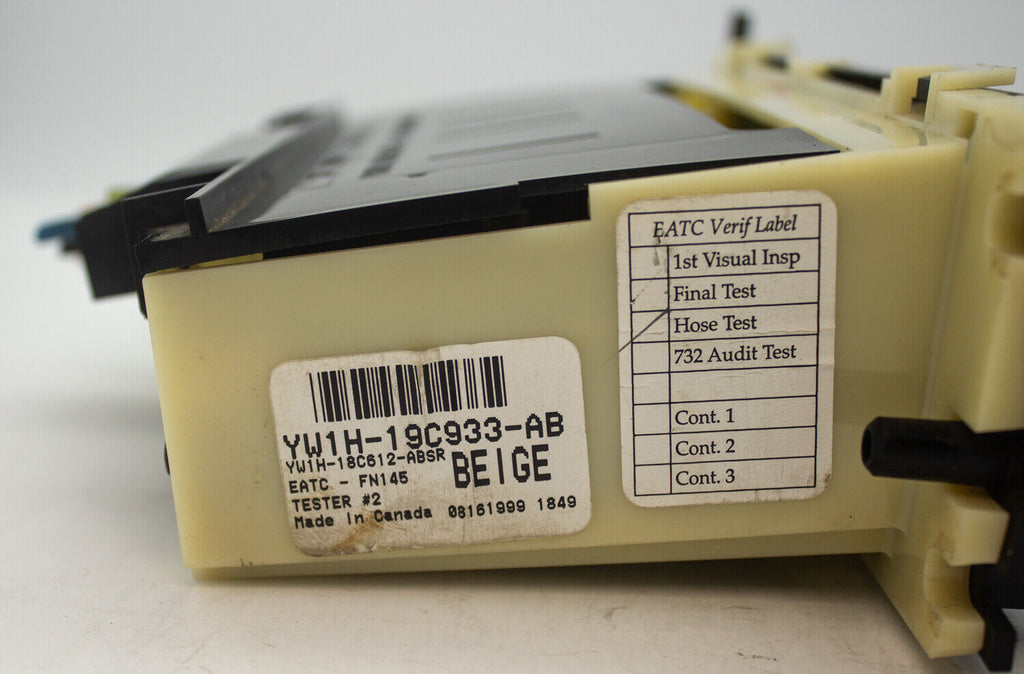 YW1H-19C933-AB
YW1H-18C612-ABSR
BEIGE
EATC - FN145
TESTER #2
Made In Canada 08161999 1849
EATC Verif Label
1st Visual Insp
Final Test
Hose Test
732 Audit Test
Cont. 1
Cont. 2
Cont. 3